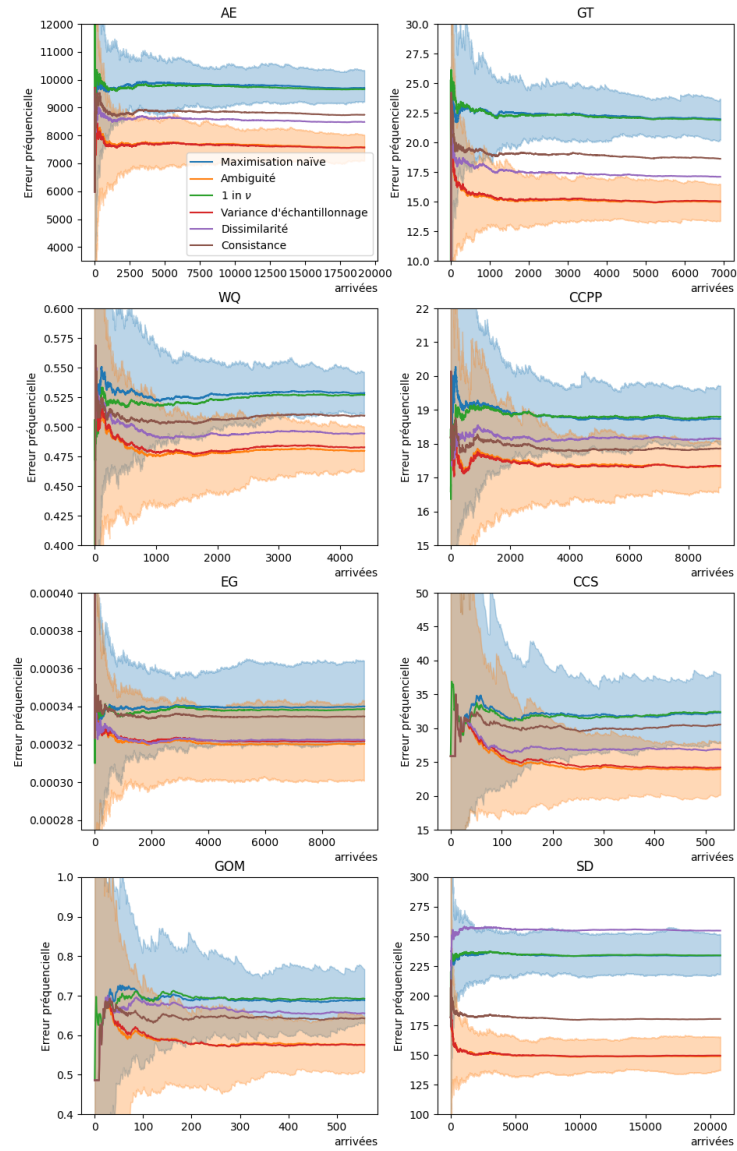 AE
12000
11000
10000
9000
8000
7000
6000
5000
4000
Erreur préquencielle
Maximisation naïve
Ambiguité
1 in ν
Variance d'échantillonnage
Dissimilarité
Consistance
0 2500 5000 7500 10000 12500 15000 17500 20000
arrivées
GT
30.0
27.5
25.0
22.5
20.0
17.5
15.0
12.5
10.0
Erreur préquencielle
0 1000 2000 3000 4000 5000 6000 7000
arrivées
WQ
0.600
0.575
0.550
0.525
0.500
0.475
0.450
0.425
0.400
Erreur préquencielle
0 1000 2000 3000 4000
arrivées
CCPP
22
21
20
19
18
17
16
15
Erreur préquencielle
0 2000 4000 6000 8000
arrivées
EG
0.00040
0.00038
0.00036
0.00034
0.00032
0.00030
0.00028
Erreur préquencielle
0 2000 4000 6000 8000
arrivées
CCS
50
45
40
35
30
25
20
15
Erreur préquencielle
0 100 200 300 400 500
arrivées
GOM
1.0
0.9
0.8
0.7
0.6
0.5
0.4
Erreur préquencielle
0 100 200 300 400 500
arrivées
SD
300
275
250
225
200
175
150
125
100
Erreur préquencielle
0 5000 10000 15000 20000
arrivées